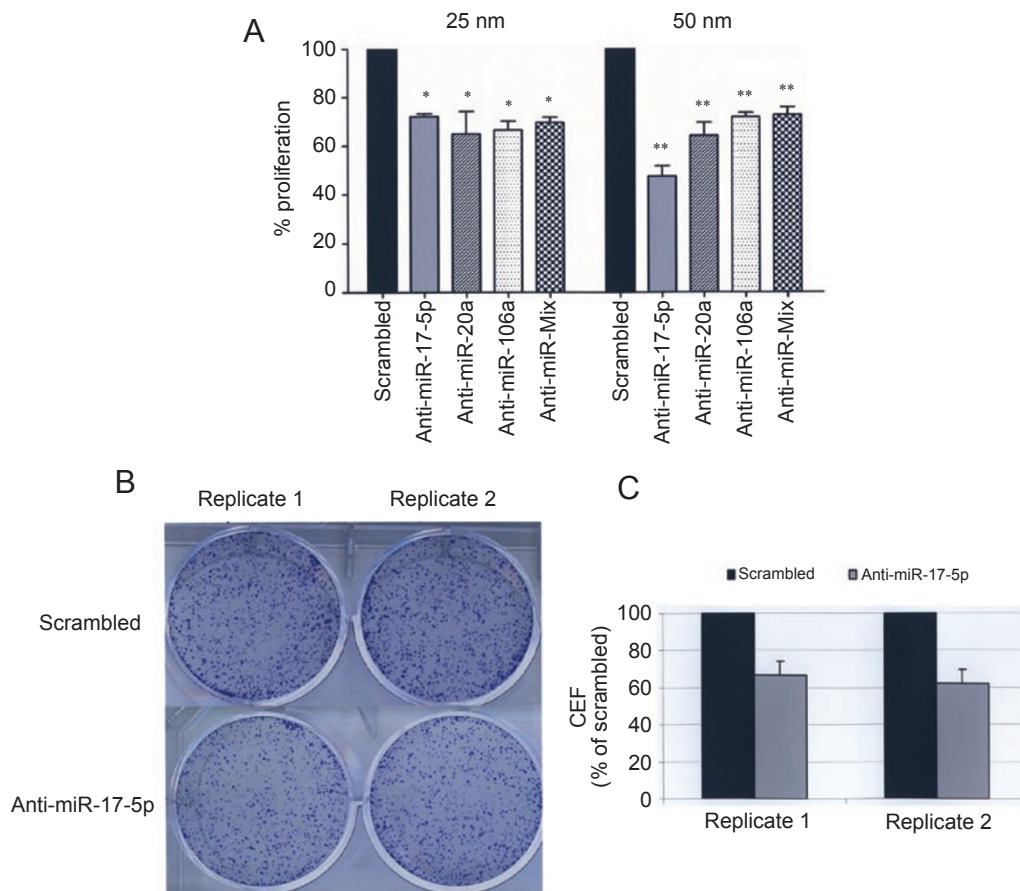 A
25 nm
50 nm
% proliferation
100
80
60
40
20
0
* * * *
** ** ** **
Scrambled
Anti-miR-17-5p
Anti-miR-20a
Anti-miR-106a
Anti-miR-Mix
Scrambled
Anti-miR-17-5p
Anti-miR-20a
Anti-miR-106a
Anti-miR-Mix
B
Replicate 1
Replicate 2
Scrambled
Anti-miR-17-5p
C
Scrambled
Anti-miR-17-5p
CEF
(% of scrambled)
100
80
60
40
20
0
Replicate 1
Replicate 2